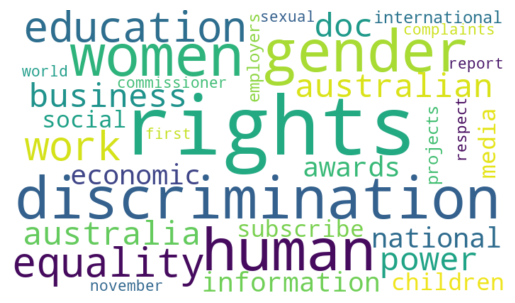 education
sexual
doc
international
complaints
women
gender
employers
world
commissioner
report
business
australian
social
rights
first
work
projects
respect
media
economic
awards
discrimination
australia
subscribe
human
national
equality
power
information
children
november